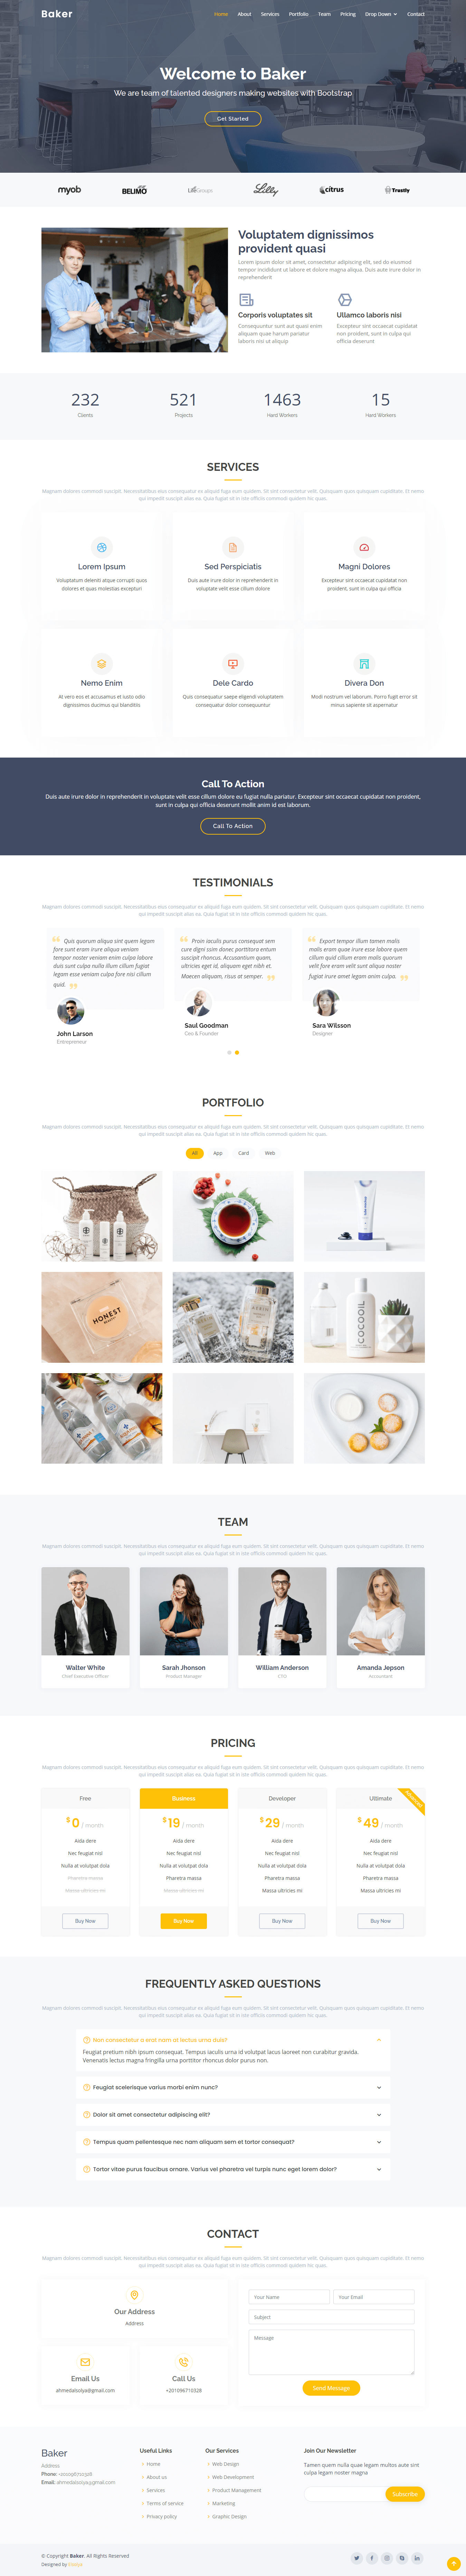 Baker
Home About Services Portfolio Team Pricing Drop Down Contact
Welcome to Baker
We are team of talented designers making websites with Bootstrap
Get Started
myob BELIMO LifeGroups Lilly citrus Trustly
Voluptatem dignissimos
provident quasi
Lorem ipsum dolor sit amet, consectetur adipiscing elit, sed do eiusmod
tempor incididunt ut labore et dolore magna aliqua. Duis aute irure dolor in
reprehenderit
Corporis voluptates sit
Consequuntur sunt aut quasi enim
aliquam quae harum pariatur
laboris nisi ut aliquip
Ullamco laboris nisi
Excepteur sint occaecat cupidatat
non proident, sunt in culpa qui
officia deserunt
232
Clients
521
Projects
1463
Hard Workers
15
Hard Workers
SERVICES
Magnam dolores commodi suscipit. Necessitatibus eius consequatur ex aliquid fuga eum quidem. Sit sint consectetur velit. Quisquam quos quisquam cupiditate. Et nemo
qui impedit suscipit alias ea. Quia fugiat sit in iste officiis commodi quidem hic quas.
Lorem Ipsum
Voluptatum deleniti atque corrupti quos
dolores et quas molestias excepturi
Sed Perspiciatis
Duis aute irure dolor in reprehenderit in
voluptate velit esse cillum dolore
Magni Dolores
Excepteur sint occaecat cupidatat non
proident, sunt in culpa qui officia
Nemo Enim
At vero eos et accusamus et iusto odio
dignissimos ducimus qui blanditiis
Dele Cardo
Quis consequatur saepe eligendi voluptatem
consequatur dolor consequuntur
Divera Don
Modi nostrum vel laborum. Porro fugit error sit
minus sapiente sit aspernatur
Call To Action
Duis aute irure dolor in reprehenderit in voluptate velit esse cillum dolore eu fugiat nulla pariatur. Excepteur sint occaecat cupidatat non proident,
sunt in culpa qui officia deserunt mollit anim id est laborum.
Call To Action
TESTIMONIALS
Magnam dolores commodi suscipit. Necessitatibus eius consequatur ex aliquid fuga eum quidem. Sit sint consectetur velit. Quisquam quos quisquam cupiditate. Et nemo
qui impedit suscipit alias ea. Quia fugiat sit in iste officiis commodi quidem hic quas.
Quis quorum aliqua sint quem legam
fore sunt eram irure aliqua veniam
tempor noster veniam enim culpa labore
duis sunt culpa nulla illum cillum fugiat
legam esse veniam culpa fore nisi cillum
quid.
John Larson
Entrepreneur
Proin iaculis purus consequat sem
cure digni ssim donec porttitora entum
suscipit rhoncus. Accusantium quam,
ultricies eget id, aliquam eget nibh et.
Maecen aliquam, risus at semper.
Saul Goodman
Ceo & Founder
Export tempor illum tamen malis
malis eram quae irure esse labore quem
cillum quid cillum eram malis quorum
velit fore eram velit sunt aliqua noster
fugiat irure amet legam anim culpa.
Sara Wilsson
Designer
PORTFOLIO
Magnam dolores commodi suscipit. Necessitatibus eius consequatur ex aliquid fuga eum quidem. Sit sint consectetur velit. Quisquam quos quisquam cupiditate. Et nemo
qui impedit suscipit alias ea. Quia fugiat sit in iste officiis commodi quidem hic quas.
All App Card Web
HONEST
COCOOIL
TEAM
Magnam dolores commodi suscipit. Necessitatibus eius consequatur ex aliquid fuga eum quidem. Sit sint consectetur velit. Quisquam quos quisquam cupiditate. Et nemo
qui impedit suscipit alias ea. Quia fugiat sit in iste officiis commodi quidem hic quas.
Walter White
Chief Executive Officer
Sarah Jhonson
Product Manager
William Anderson
CTO
Amanda Jepson
Accountant
PRICING
Magnam dolores commodi suscipit. Necessitatibus eius consequatur ex aliquid fuga eum quidem. Sit sint consectetur velit. Quisquam quos quisquam cupiditate. Et nemo
qui impedit suscipit alias ea. Quia fugiat sit in iste officiis commodi quidem hic quas.
Free
$0 / month
Aida dere
Nec feugiat nisl
Nulla at volutpat dola
Pharetra massa
Massa ultricies mi
Buy Now
Business
$19 / month
Aida dere
Nec feugiat nisl
Nulla at volutpat dola
Pharetra massa
Massa ultricies mi
Buy Now
Developer
$29 / month
Aida dere
Nec feugiat nisl
Nulla at volutpat dola
Pharetra massa
Massa ultricies mi
Buy Now
Ultimate
Advanced
$49 / month
Aida dere
Nec feugiat nisl
Nulla at volutpat dola
Pharetra massa
Massa ultricies mi
Buy Now
FREQUENTLY ASKED QUESTIONS
Magnam dolores commodi suscipit. Necessitatibus eius consequatur ex aliquid fuga eum quidem. Sit sint consectetur velit. Quisquam quos quisquam cupiditate. Et nemo
qui impedit suscipit alias ea. Quia fugiat sit in iste officiis commodi quidem hic quas.
Non consectetur a erat nam at lectus urna duis?
Feugiat pretium nibh ipsum consequat. Tempus iaculis urna id volutpat lacus laoreet non curabitur gravida.
Venenatis lectus magna fringilla urna porttitor rhoncus dolor purus non.
Feugiat scelerisque varius morbi enim nunc?
Dolor sit amet consectetur adipiscing elit?
Tempus quam pellentesque nec nam aliquam sem et tortor consequat?
Tortor vitae purus faucibus ornare. Varius vel pharetra vel turpis nunc eget lorem dolor?
CONTACT
Magnam dolores commodi suscipit. Necessitatibus eius consequatur ex aliquid fuga eum quidem. Sit sint consectetur velit. Quisquam quos quisquam cupiditate. Et nemo
qui impedit suscipit alias ea. Quia fugiat sit in iste officiis commodi quidem hic quas.
Our Address
Address
Email Us
ahmedalsolya@gmail.com
Call Us
+201096710328
Your Name
Your Email
Subject
Message
Send Message
Baker
Address
Phone: +201096710328
Email: ahmedalsolya@gmail.com
Useful Links
Home
About us
Services
Terms of service
Privacy policy
Our Services
Web Design
Web Development
Product Management
Marketing
Graphic Design
Join Our Newsletter
Tamen quem nulla quae legam multos aute sint
culpa legam noster magna
Subscribe
© Copyright Baker. All Rights Reserved
Designed by